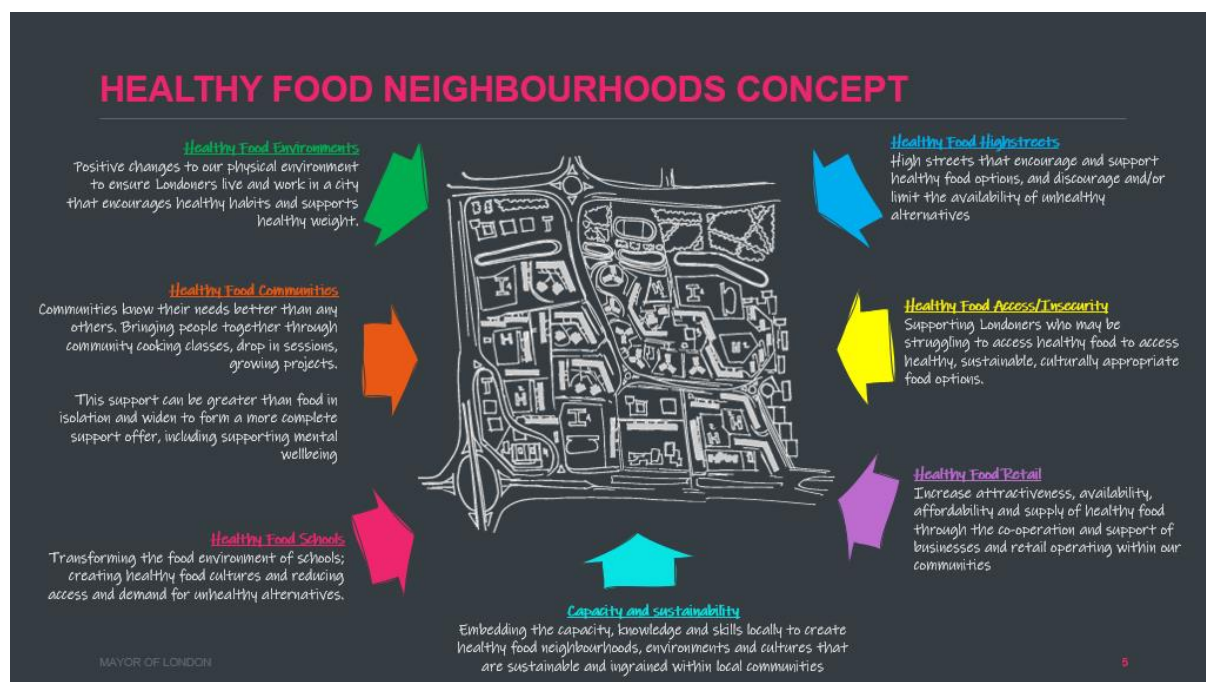 HEALTHY FOOD NEIGHBOURHOODS CONCEPT
Healthy Food Environments
Positive changes to our physical environment
to ensure Londoners live and work in a city
that encourages healthy habits and supports
healthy weight.
Healthy Food Communities
Communities know their needs better than any
others. Bringing people together through
community cooking classes, drop in sessions,
growing projects.
This support can be greater than food in
isolation and widen to form a more complete
support offer, including supporting mental
wellbeing
Healthy Food Schools
Transforming the food environment of schools;
creating healthy food cultures and reducing
access and demand for unhealthy alternatives.
Healthy Food Highstreets
High streets that encourage and support
healthy food options, and discourage and/or
limit the availability of unhealthy
alternatives
Healthy Food Access/Insecurity
Supporting Londoners who may be
struggling to access healthy food to access
healthy, sustainable, culturally appropriate
food options.
Healthy Food Retail
Increase attractiveness, availability,
affordability and supply of healthy food
through the co-operation and support of
businesses and retail operating within our
communities
Capacity and sustainability
Embedding the capacity, knowledge and skills locally to create
healthy food neighbourhoods, environments and cultures that
are sustainable and ingrained within local communities
MAYOR OF LONDON
5